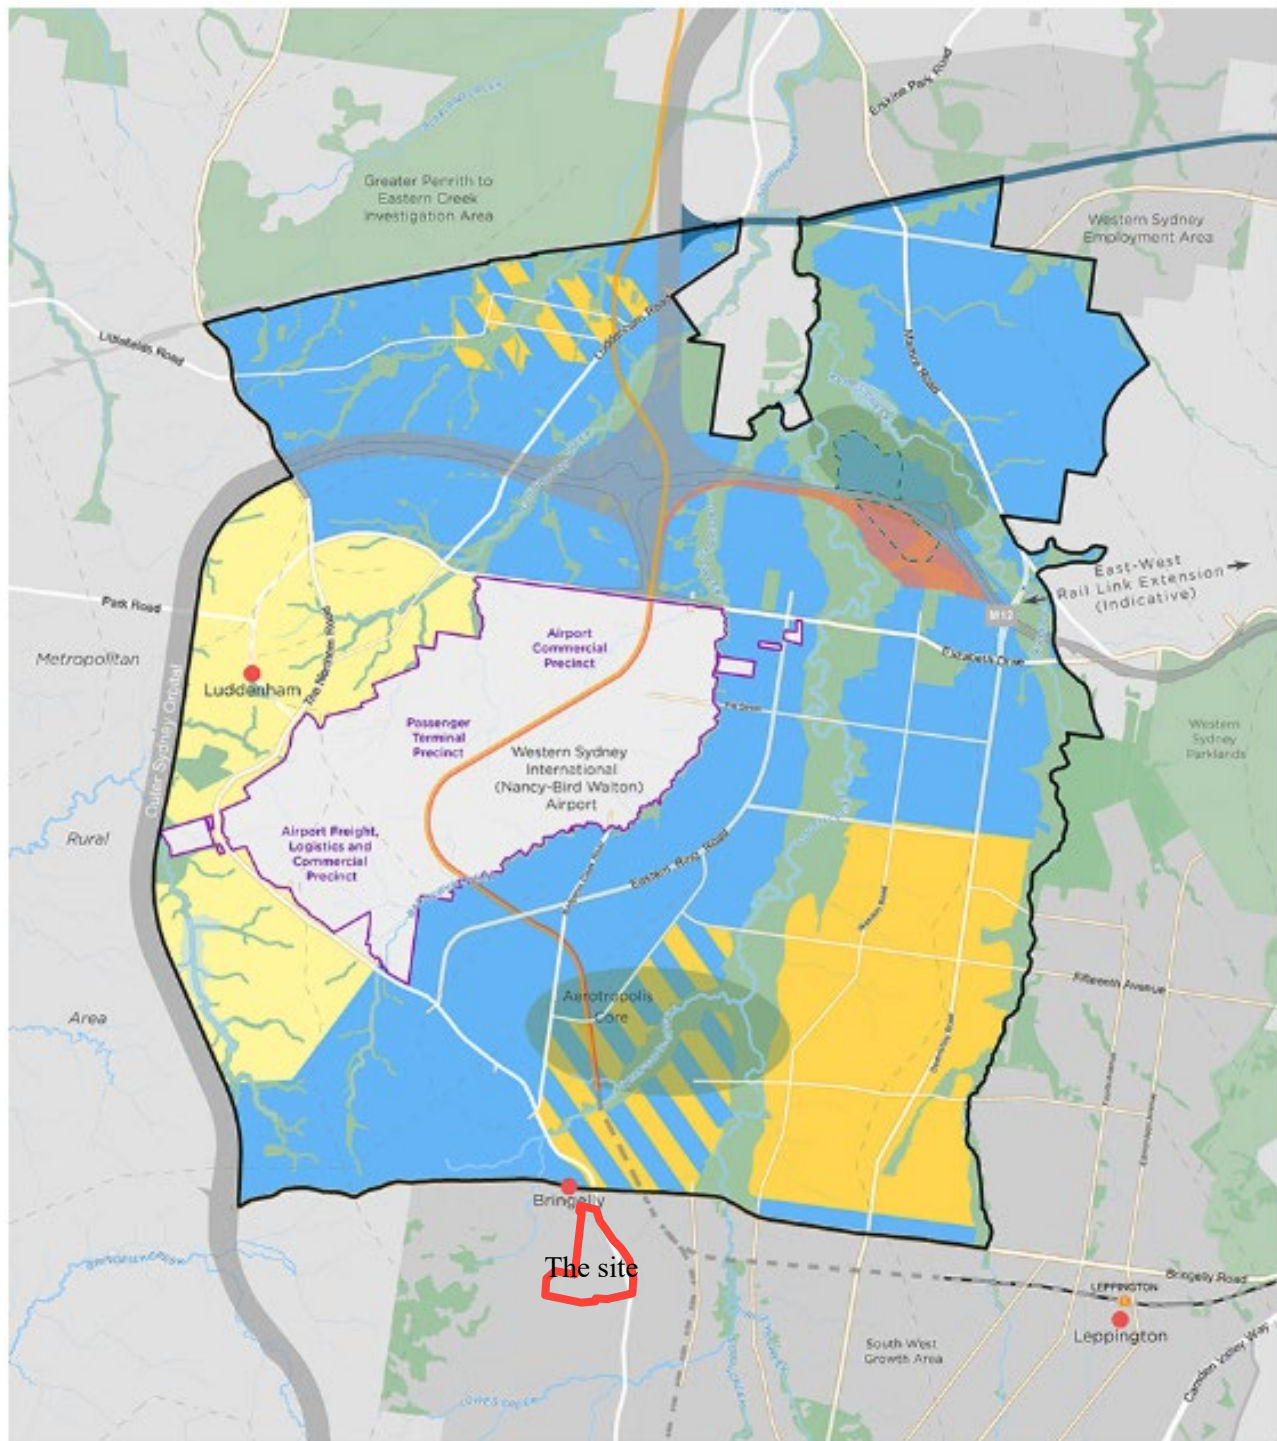 Erskine Park Road
Greater Penrith to
Eastern Creek
Investigation Area
Western Sydney
Employment Area
Littlefields Road
Luddenham Road
Mamre Road
East-West
Rail Link Extension
(Indicative)
M12
Park Road
Airport
Commercial
Precinct
Elizabeth Drive
Metropolitan
Luddenham
The Northern Road
Outer Sydney Orbital
Passenger
Terminal
Precinct
Western Sydney
International
(Nancy-Bird Walton)
Airport
Western
Sydney
Parklands
Rural
Airport Freight,
Logistics and
Commercial
Precinct
Eastern Ring Road
Fifteenth Avenue
Aerotropolis
Core
Area
Bringelly
The site
Bringelly Road
LEPPINGTON
Leppington
South West
Growth Area
Camden Valley Way
LOWES CREEK